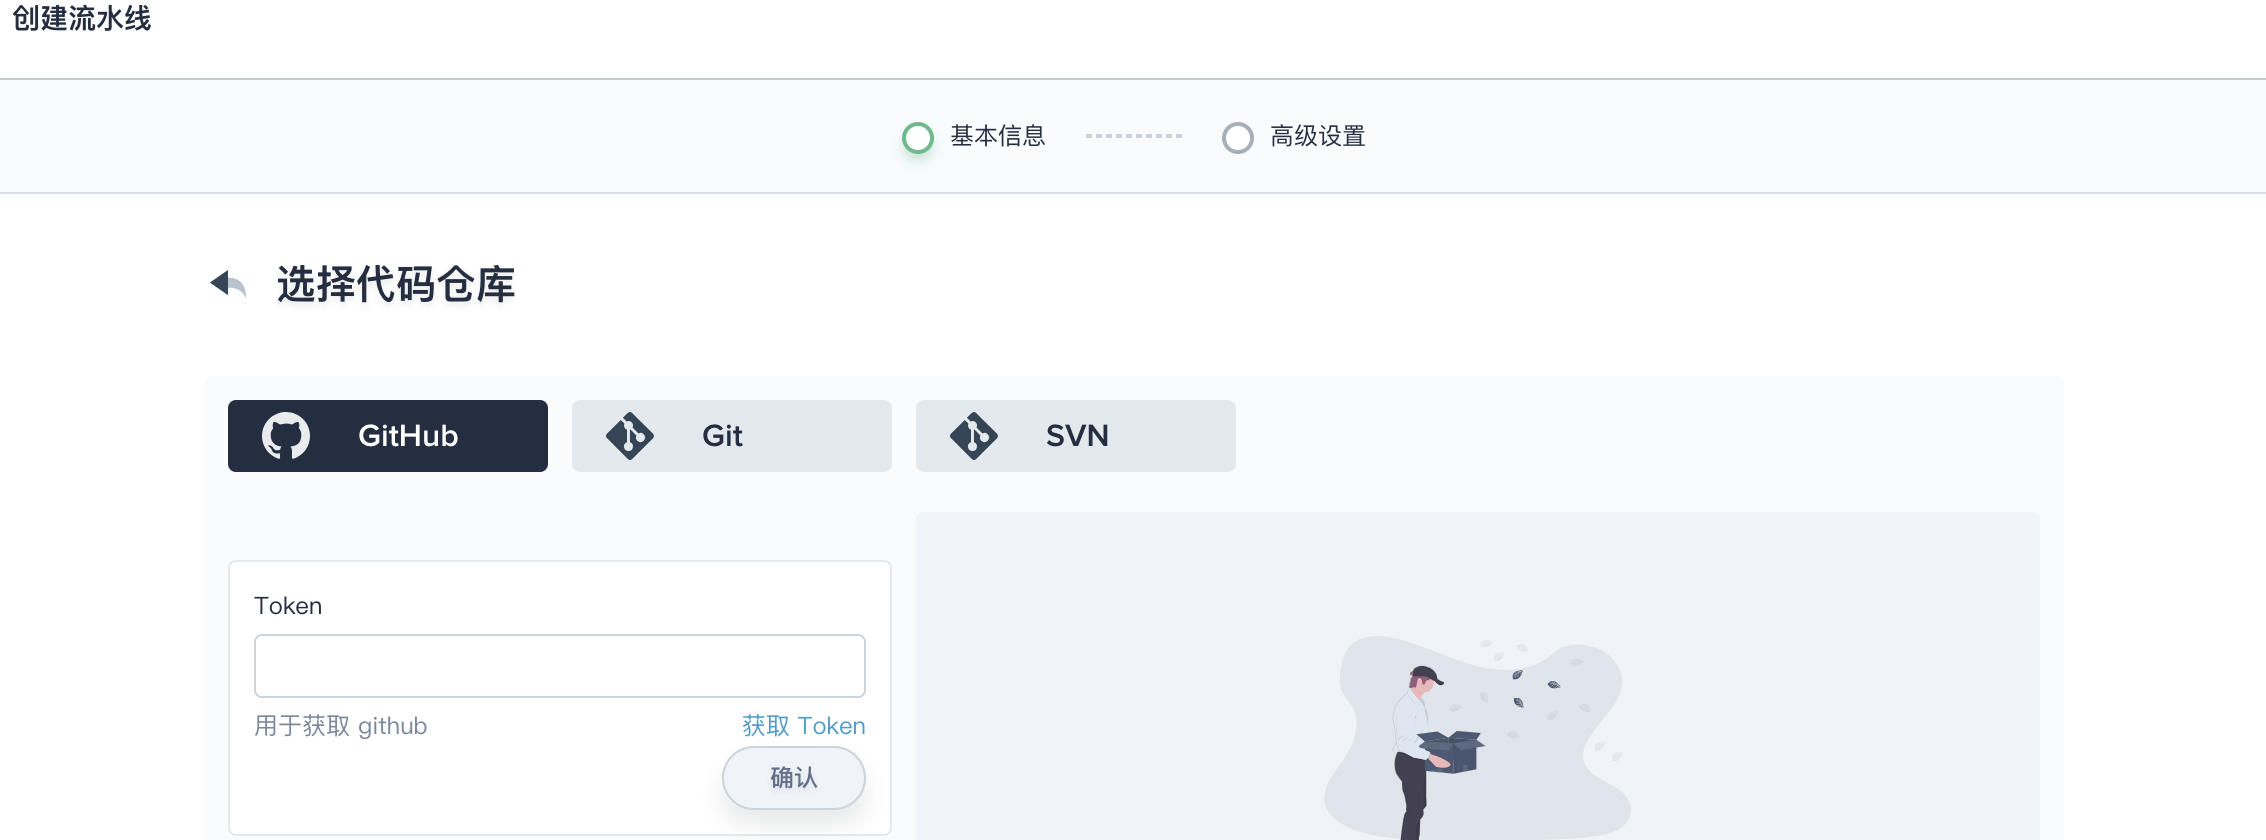 创建流水线
基本信息
高级设置
选择代码仓库
GitHub
Git
SVN
Token
用于获取 github
获取 Token
确认